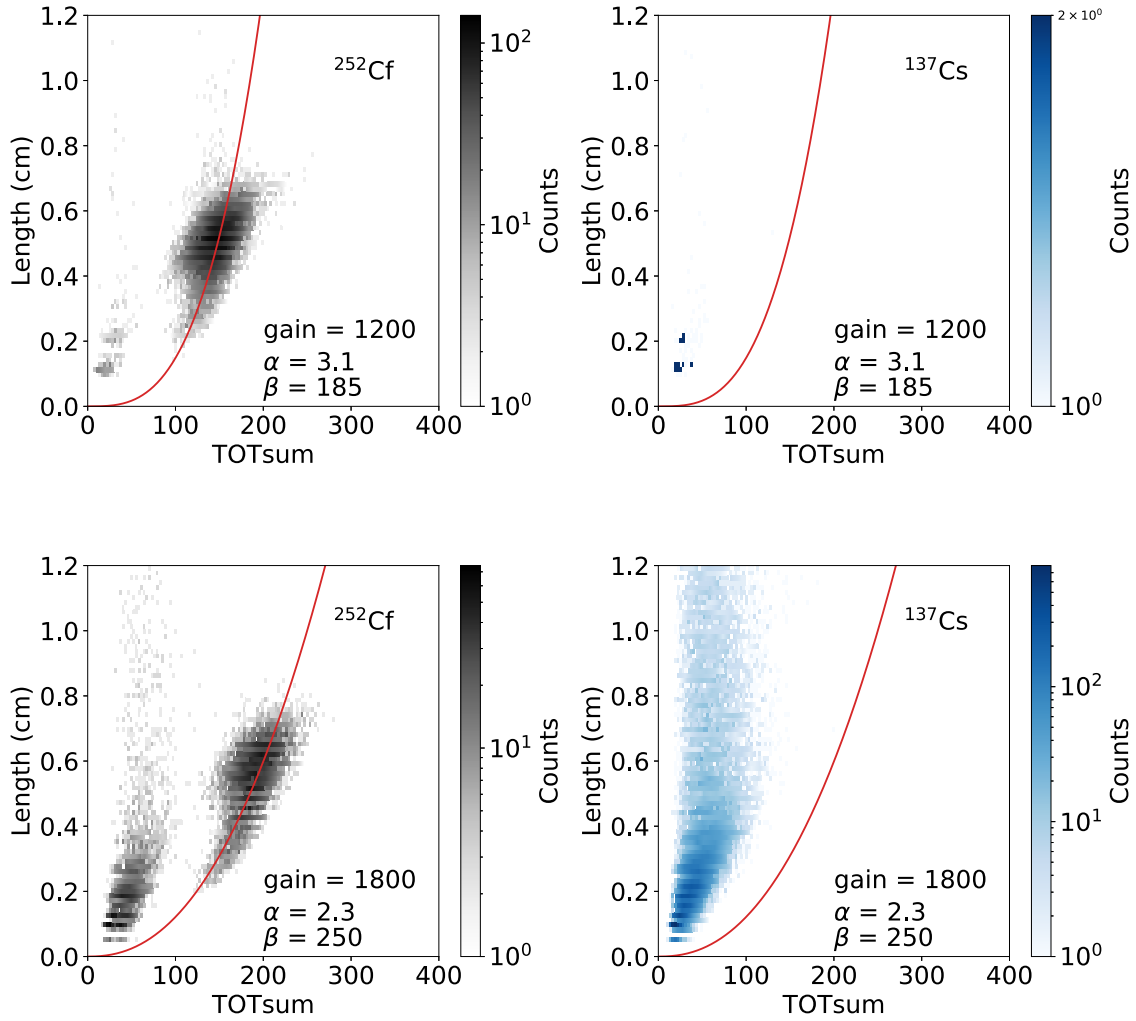 1.2
1.0
0.8
0.6
0.4
0.2
0.0
Length (cm)
0 100 200 300 400
TOTsum
²⁵²Cf
gain = 1200
α = 3.1
β = 185
10²
10¹
10⁰
Counts
1.2
1.0
0.8
0.6
0.4
0.2
0.0
Length (cm)
0 100 200 300 400
TOTsum
¹³⁷Cs
gain = 1200
α = 3.1
β = 185
2 × 10⁰
10⁰
Counts
1.2
1.0
0.8
0.6
0.4
0.2
0.0
Length (cm)
0 100 200 300 400
TOTsum
²⁵²Cf
gain = 1800
α = 2.3
β = 250
10¹
10⁰
Counts
1.2
1.0
0.8
0.6
0.4
0.2
0.0
Length (cm)
0 100 200 300 400
TOTsum
¹³⁷Cs
gain = 1800
α = 2.3
β = 250
10²
10¹
10⁰
Counts